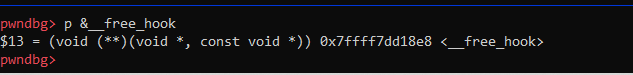 pwndbg> p &__free_hook
$13 = (void (**)(void *, const void *)) 0x7ffff7dd18e8 <__free_hook>
pwndbg>